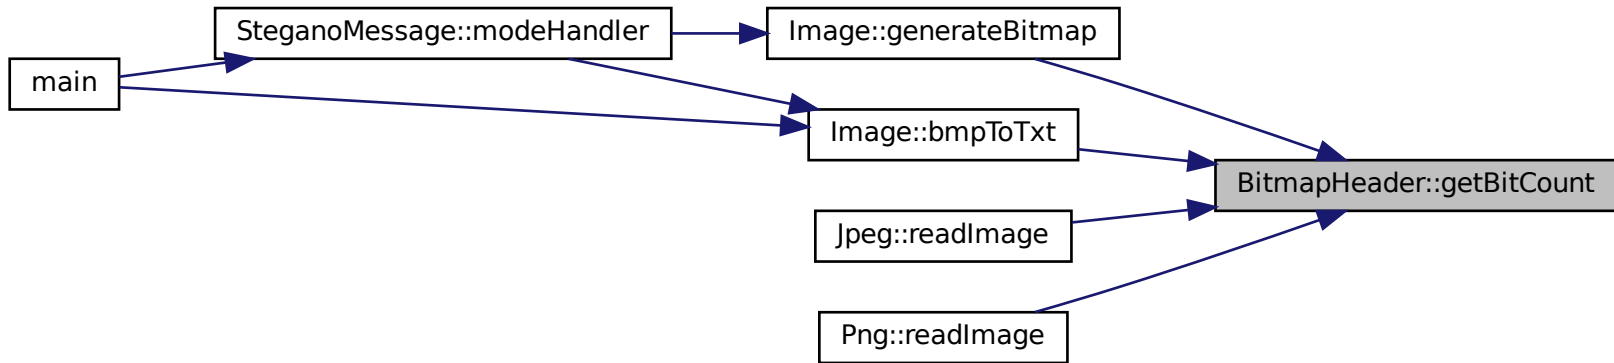 SteganoMessage::modeHandler
Image::generateBitmap
main
Image::bmpToTxt
BitmapHeader::getBitCount
Jpeg::readImage
Png::readImage